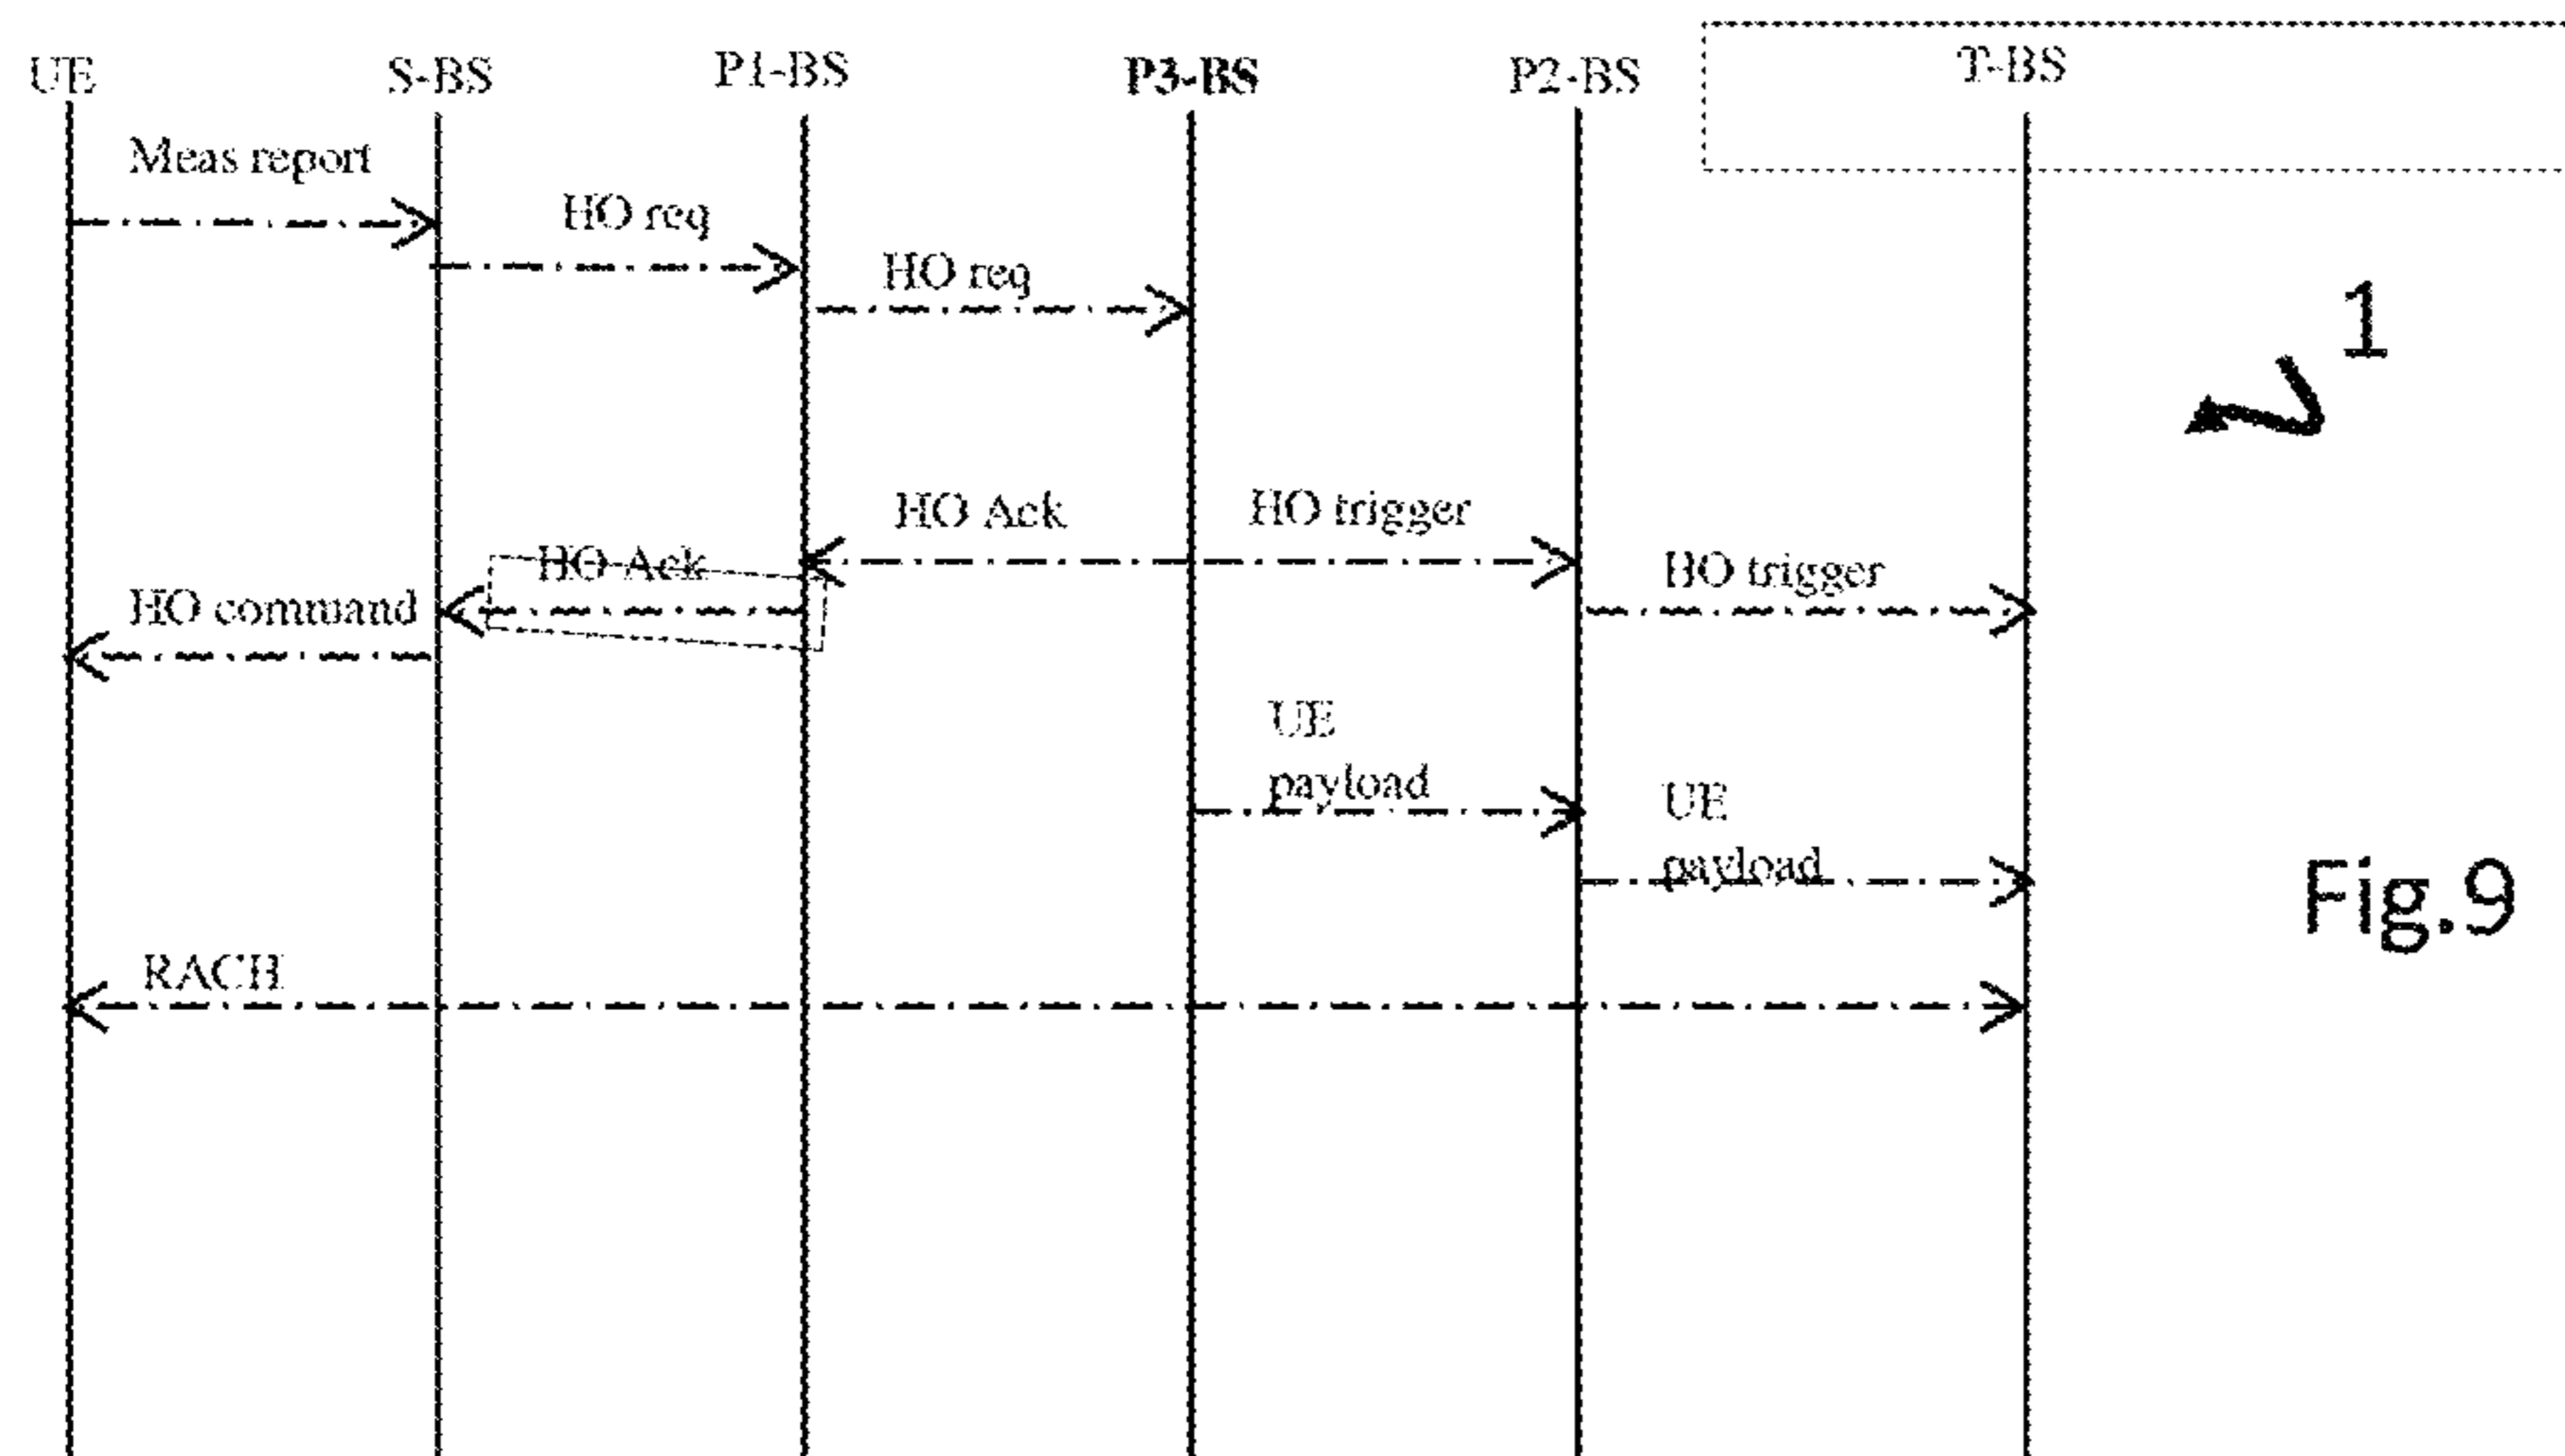 UE
S-BS
P1-BS
P3-BS
P2-BS
T-BS
Meas report
HO req
HO req
1
HO Ack
HO trigger
HO Ack
HO trigger
HO command
UE
payload
UE
payload
Fig.9
RACH